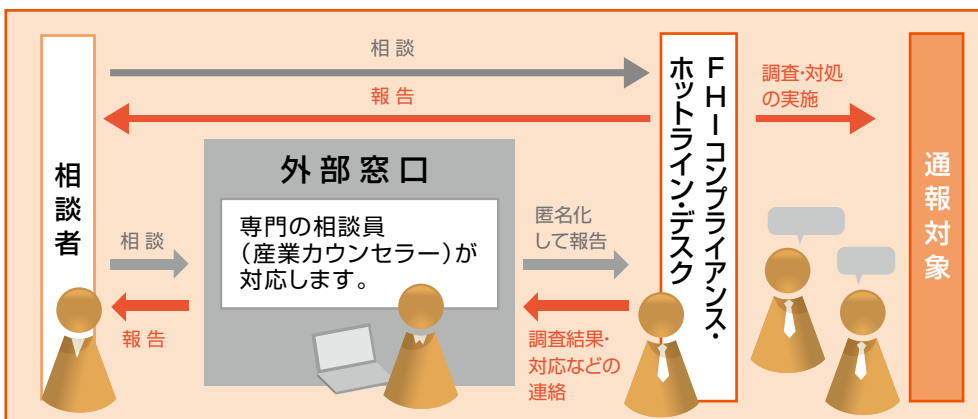 相談者
相談
報告
外部窓口
専門の相談員
（産業カウンセラー）が
対応します。
相談
報告
匿名化
して報告
調査結果・
対応などの
連絡
FHIコンプライアンス・
ホットライン・デスク
調査・対処
の実施
通報対象